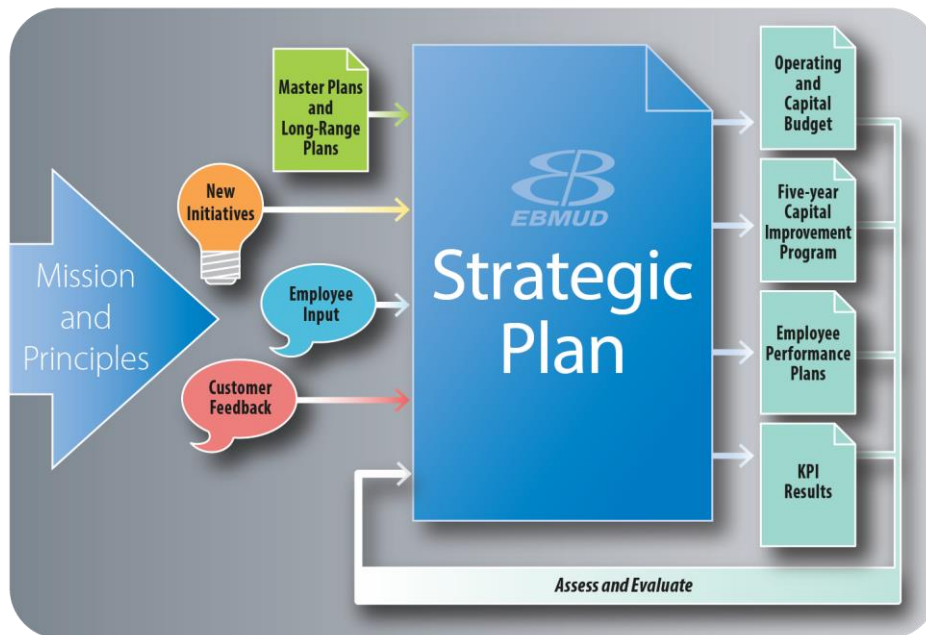 Mission
and
Principles
Master Plans
and
Long-Range
Plans
New
Initiatives
Employee
Input
Customer
Feedback
EBMUD
Strategic
Plan
Operating
and
Capital
Budget
Five-year
Capital
Improvement
Program
Employee
Performance
Plans
KPI
Results
Assess and Evaluate